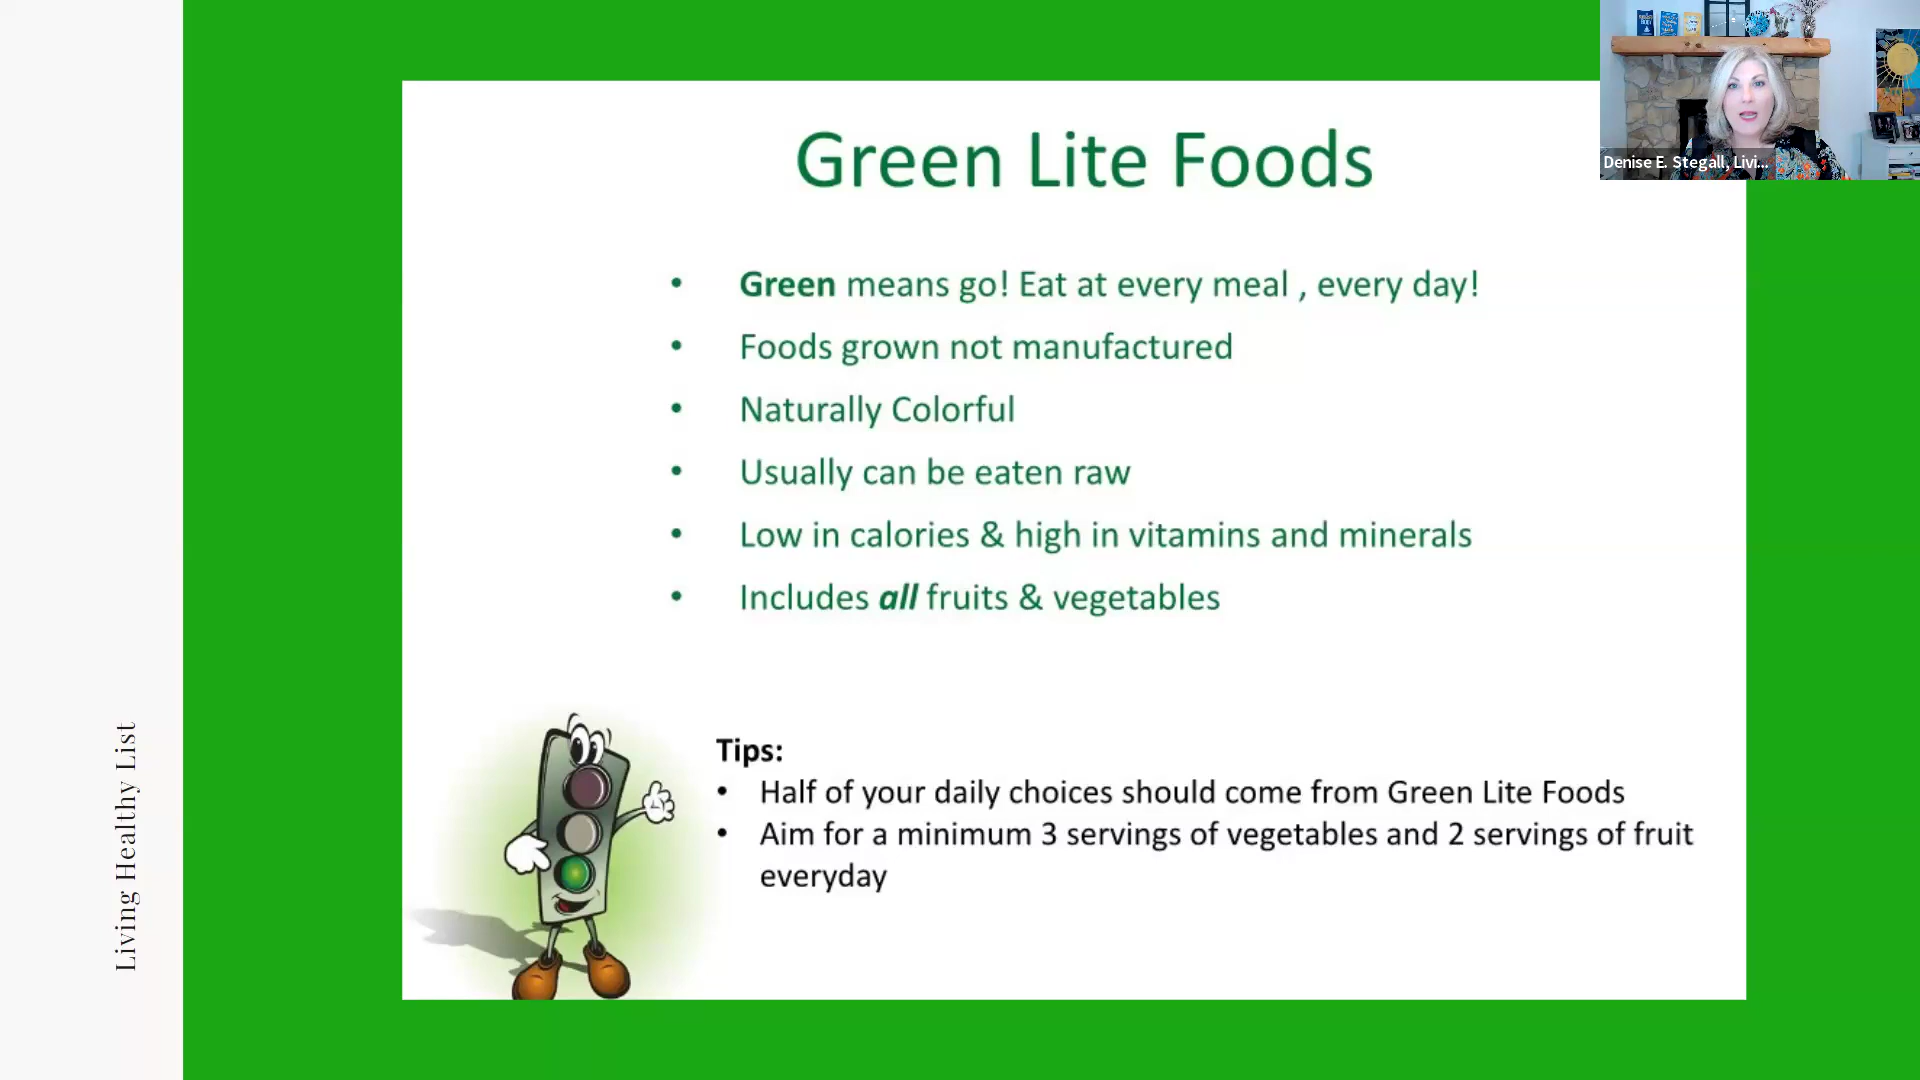 Green Lite Foods
• Green means go! Eat at every meal , every day!
• Foods grown not manufactured
• Naturally Colorful
• Usually can be eaten raw
• Low in calories & high in vitamins and minerals
• Includes all fruits & vegetables
Tips:
• Half of your daily choices should come from Green Lite Foods
• Aim for a minimum 3 servings of vegetables and 2 servings of fruit
everyday
Living Healthy List
Denise E. Stegall, Livi...